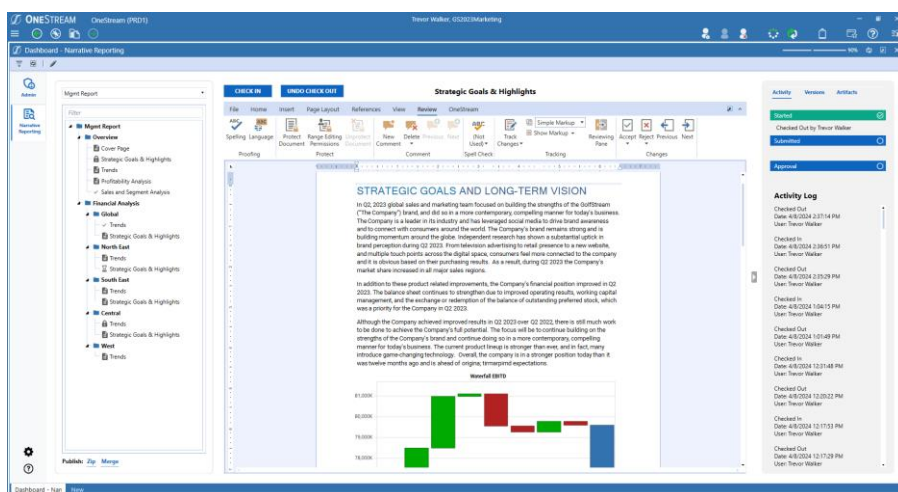 ONESTREAM OneStream (PRD1) Trevor Walker, GS2023Marketing
Dashboard - Narrative Reporting
90%
Admin
Narrative
Reporting
Mgmt Report
Filter
Mgmt Report
Overview
Cover Page
Strategic Goals & Highlights
Trends
Profitability Analysis
Sales and Segment Analysis
Financial Analysis
Global
Trends
Strategic Goals & Highlights
North East
Trends
Strategic Goals & Highlights
South East
Trends
Strategic Goals & Highlights
Central
Trends
Strategic Goals & Highlights
West
Trends
Publish: Zip Merge
CHECK IN UNDO CHECK OUT Strategic Goals & Highlights
File Home Insert Page Layout References View Review OneStream
Spelling Language
Proofing
Protect Document
Range Editing Permissions
Unprotect Document
Protect
New Comment
Delete Previous Next
Comment
(Not Used)
Spell Check
Track Changes
Simple Markup
Show Markup
Reviewing Pane
Tracking
Accept Reject Previous Next
Changes
STRATEGIC GOALS AND LONG-TERM VISION
In Q2, 2023 global sales and marketing team focused on building the strengths of the GolfStream
("The Company") brand, and did so in a more contemporary, compelling manner for today's business.
The Company is a leader in its industry and has leveraged social media to drive brand awareness
and to connect with consumers around the world. The Company's brand remains strong and is
building momentum around the globe. Independent research has shown a substantial uptick in
brand perception during Q2 2023. From television advertising to retail presence to a new website,
and multiple touch points across the digital space, consumers feel more connected to the company
and it is obvious based on their purchasing results. As a result, during Q2 2023 the Company's
market share increased in all major sales regions.
In addition to these product related improvements, the Company's financial position improved in Q2
2023. The balance sheet continues to strengthen due to improved operating results, working capital
management, and the exchange or redemption of the balance of outstanding preferred stock, which
was a priority for the Company in Q2 2023.
Although the Company achieved improved results in Q2 2023 over Q2 2022, there is still much work
to be done to achieve the Company's full potential. The focus will be to continue building on the
strengths of the Company's brand and continue doing so in a more contemporary, compelling
manner for today's business. The current product lineup is stronger than ever, and in fact, many
introduce game-changing technology. Overall, the company is in a stronger position today than it
was twelve months ago and is ahead of
Waterfall EBITD
81,000K
80,000K
79,000K
78,000K
Activity Versions Artifacts
Started
Checked Out by Trevor Walker
Submitted
Approval
Activity Log
Checked Out
Date: 4/8/2024 2:37:14 PM
User: Trevor Walker
Checked In
Date: 4/8/2024 2:36:51 PM
User: Trevor Walker
Checked Out
Date: 4/8/2024 2:35:29 PM
User: Trevor Walker
Checked In
Date: 4/8/2024 1:04:15 PM
User: Trevor Walker
Checked Out
Date: 4/8/2024 1:01:49 PM
User: Trevor Walker
Checked In
Date: 4/8/2024 12:31:48 PM
User: Trevor Walker
Checked Out
Date: 4/8/2024 12:20:22 PM
User: Trevor Walker
Checked In
Date: 4/8/2024 12:17:53 PM
User: Trevor Walker
Checked Out
Date: 4/8/2024 12:17:29 PM
User: Trevor Walker
Dashboard - Nar New